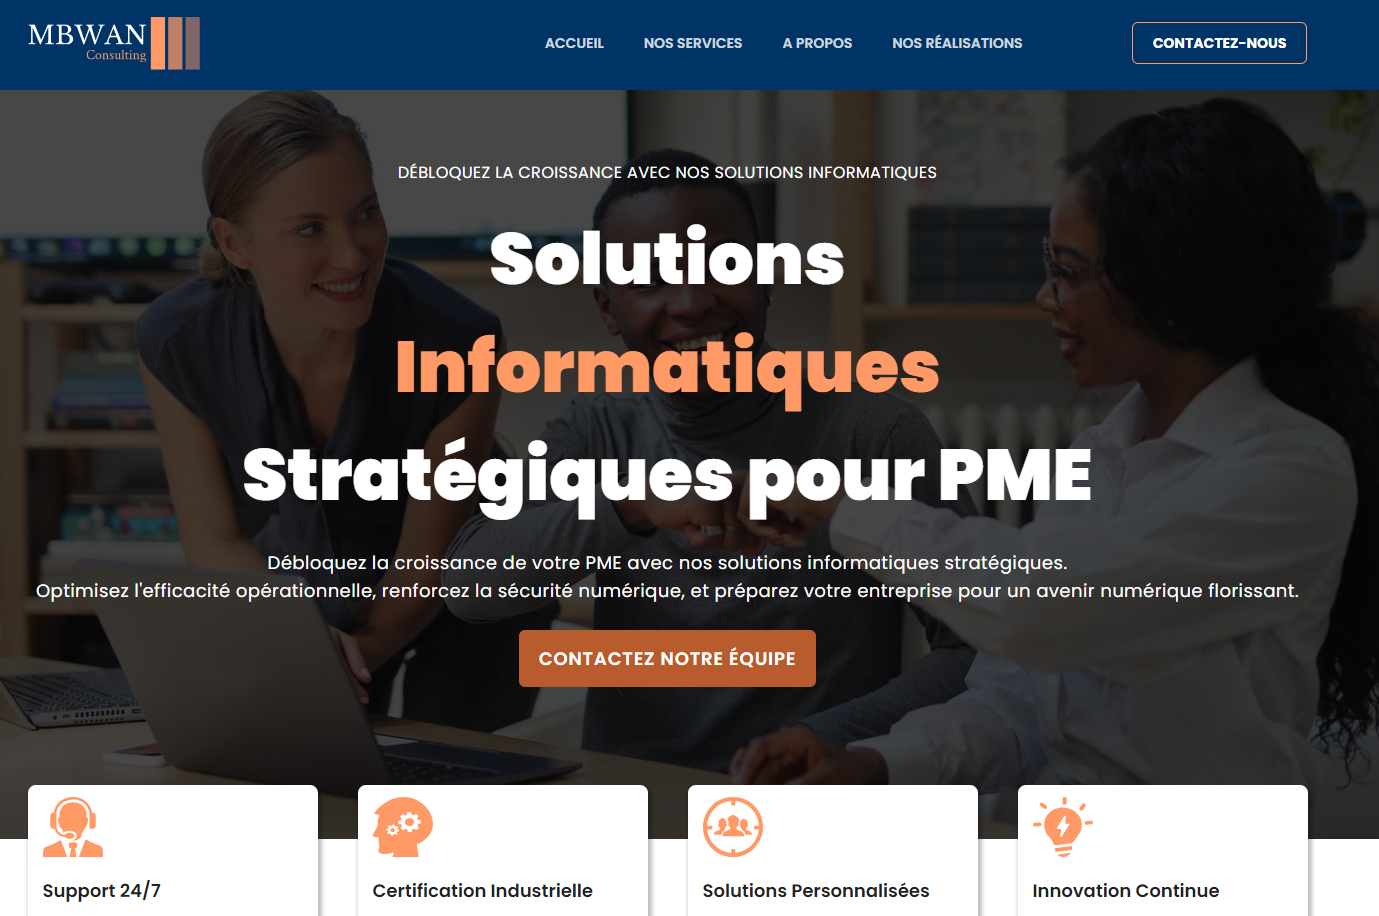 MBWAN
Consulting
ACCUEIL
NOS SERVICES
A PROPOS
NOS RÉALISATIONS
CONTACTEZ-NOUS
DÉBLOQUEZ LA CROISSANCE AVEC NOS SOLUTIONS INFORMATIQUES
Solutions
Informatiques
Stratégiques pour PME
Débloquez la croissance de votre PME avec nos solutions informatiques stratégiques.
Optimisez l'efficacité opérationnelle, renforcez la sécurité numérique, et préparez votre entreprise pour un avenir numérique florissant.
CONTACTEZ NOTRE ÉQUIPE
Support 24/7
Certification Industrielle
Solutions Personnalisées
Innovation Continue